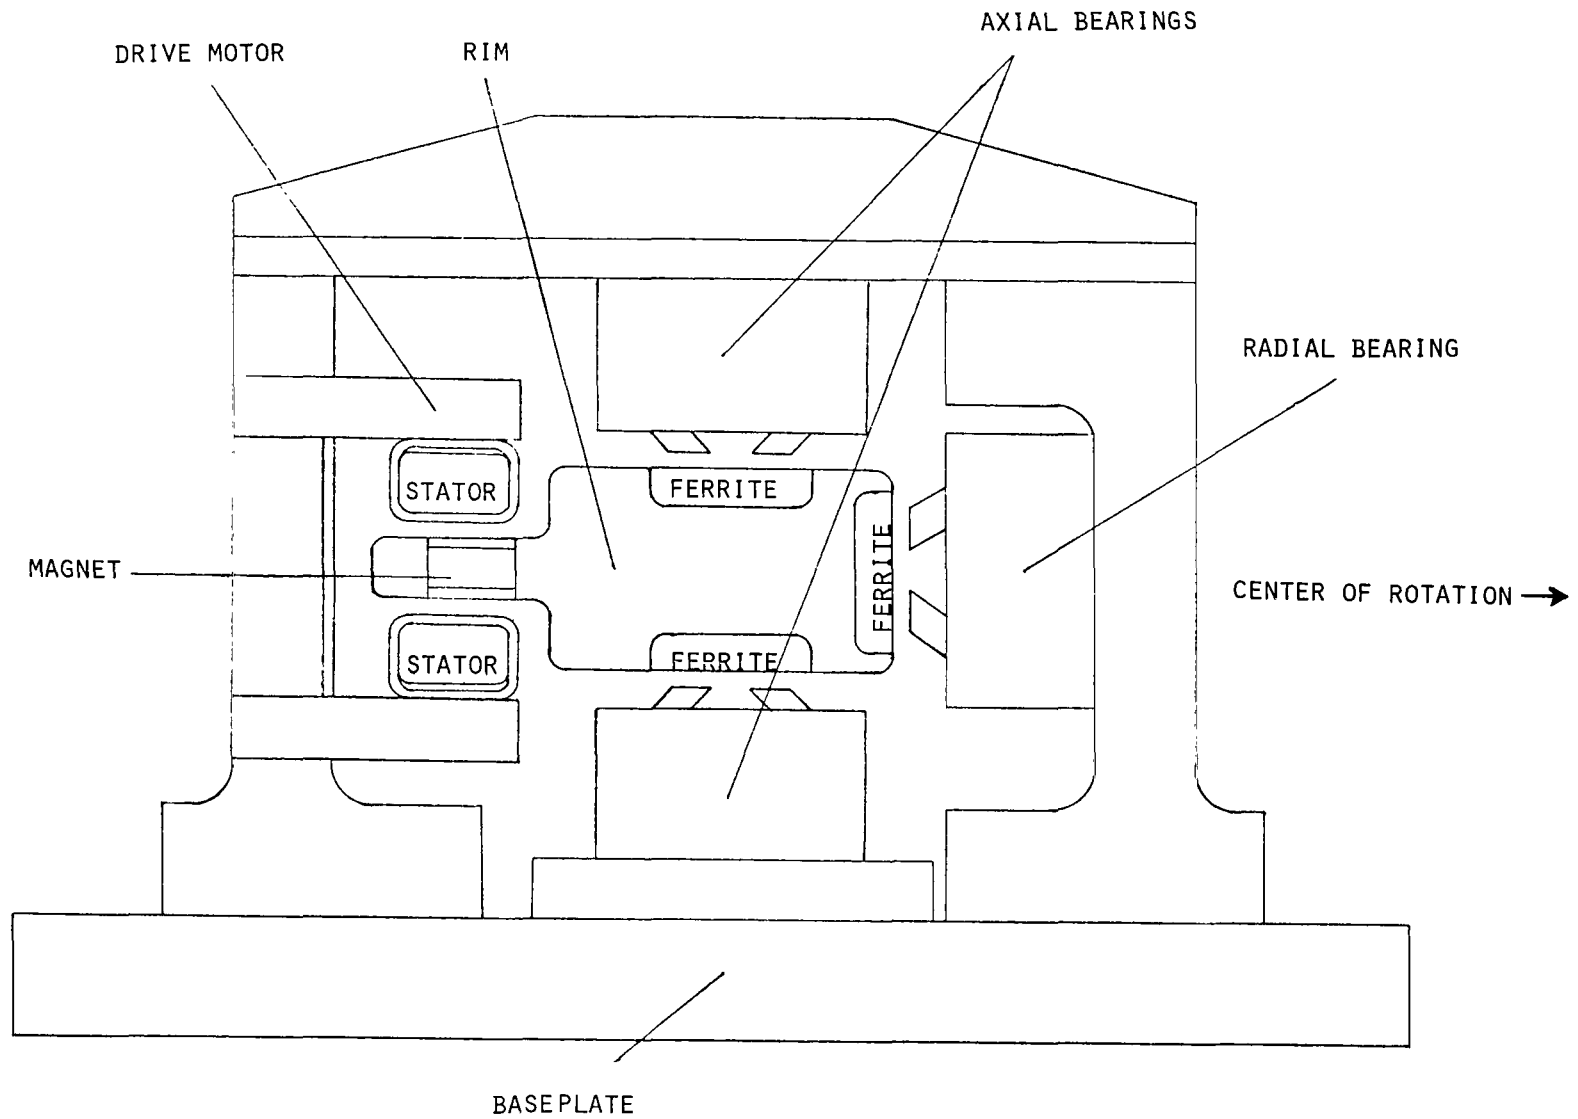 AXIAL BEARINGS
DRIVE MOTOR
RIM
RADIAL BEARING
STATOR
FERRITE
FERRITE
MAGNET
CENTER OF ROTATION
STATOR
FERRITE
BASEPLATE